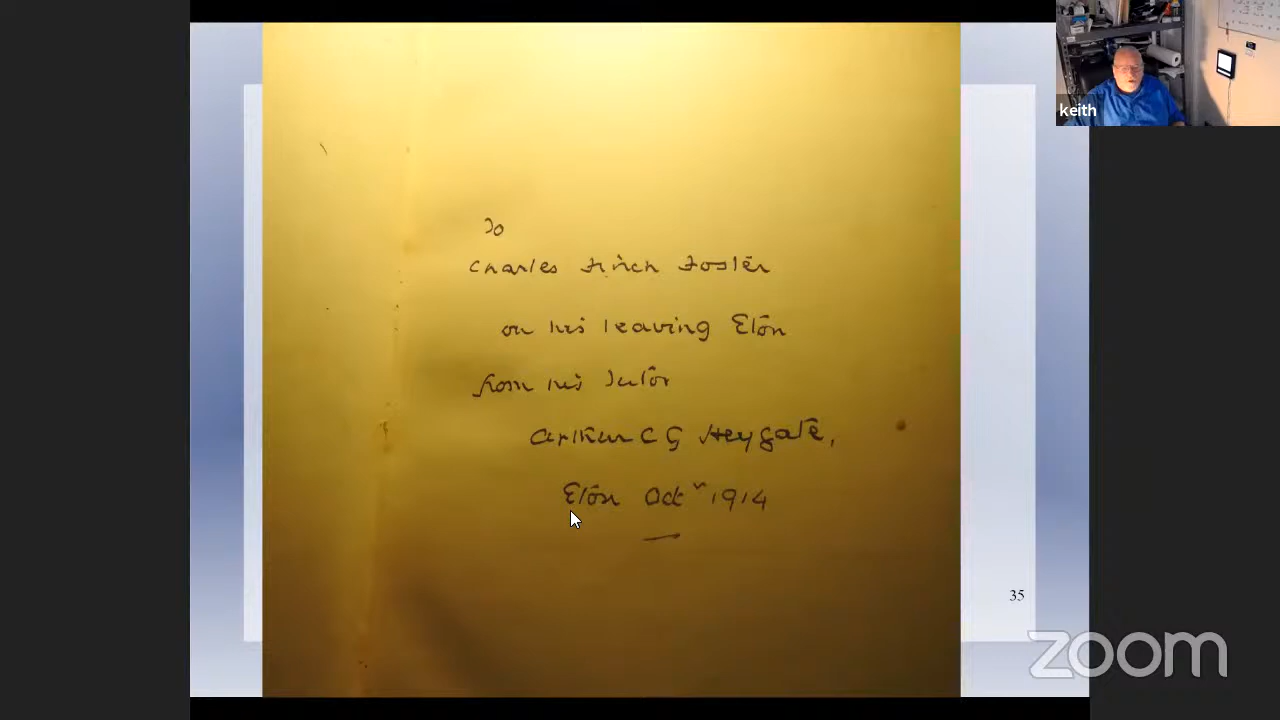 keith
To
Charles Finch Foster
on his leaving Eton
from his Tutor
Arthur C G Heygate,
Eton Octr 1914
35
zoom